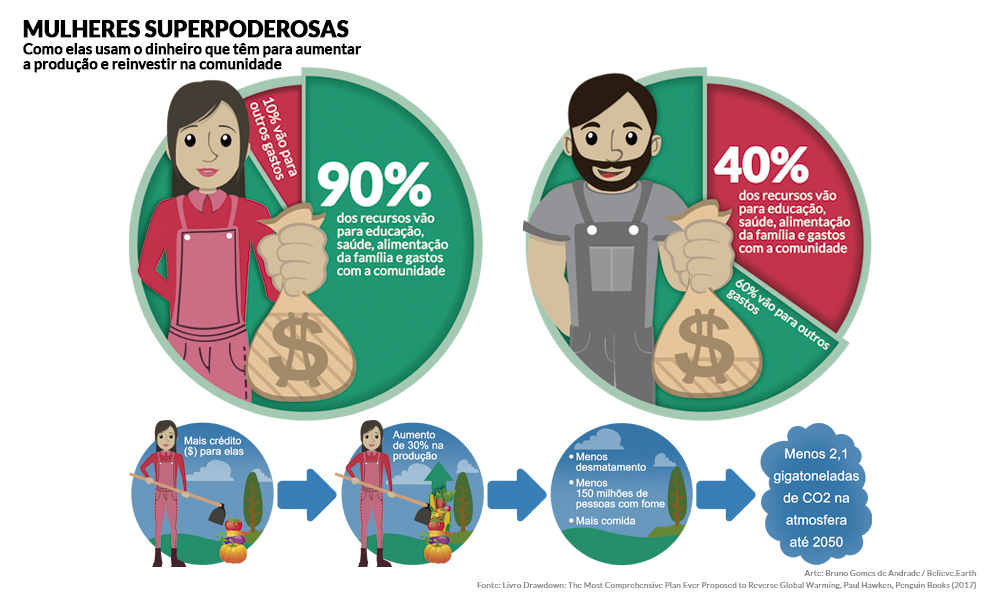 MULHERES SUPERPODEROSAS
Como elas usam o dinheiro que têm para aumentar
a produção e reinvestir na comunidade
10% vão para
outros gastos
90%
dos recursos vão
para educação,
saúde, alimentação
da família e gastos
com a comunidade
$
40%
dos recursos vão
para educação,
saúde, alimentação
da família e gastos
com a comunidade
60% vão para outros
gastos
$
Mais crédito
($) para elas
Aumento
de 30% na
produção
• Menos
desmatamento
• Menos
150 milhões de
pessoas com fome
• Mais comida
Menos 2,1
gigatoneladas
de CO2 na
atmosfera
até 2050
Arte: Bruno Gomes de Andrade / Believe.Earth
Fonte: Livro Drawdown: The Most Comprehensive Plan Ever Proposed to Reverse Global Warming, Paul Hawken, Penguin Books (2017)